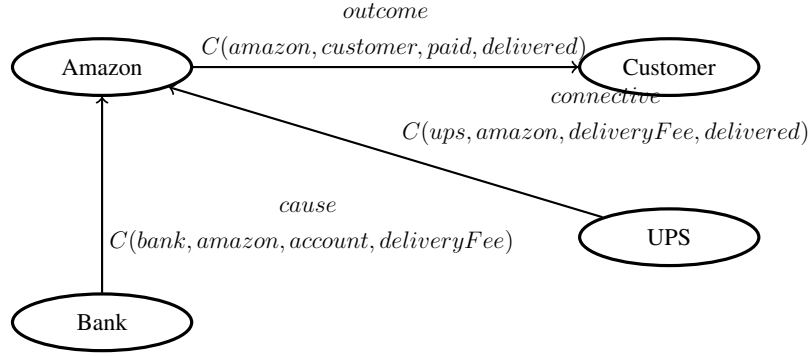 outcome
C(amazon, customer, paid, delivered)
Amazon
Customer
connective
C(ups, amazon, deliveryFee, delivered)
cause
C(bank, amazon, account, deliveryFee)
UPS
Bank